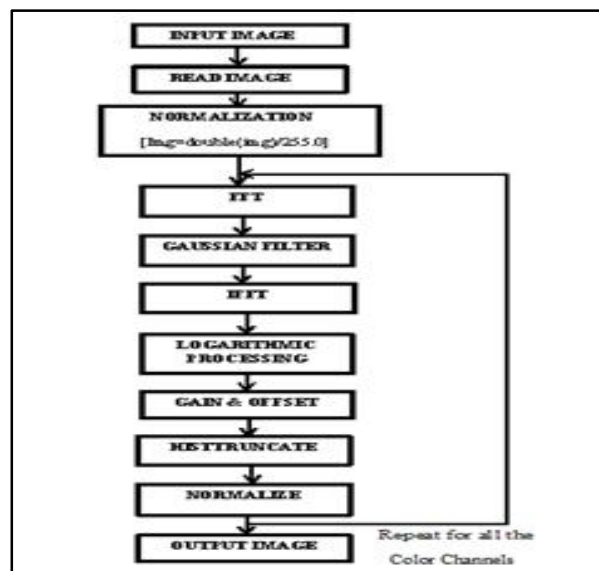 INPUT IMAGE
READ IMAGE
NORMALIZATION
[Img=double(img)/255.0]
FFT
GAUSSIAN FILTER
IFFT
LOGARITHMIC
PROCESSING
GAIN & OFFSET
HISTTRUNCATE
NORMALIZE
OUTPUT IMAGE
Repeat for all the
Color Channels